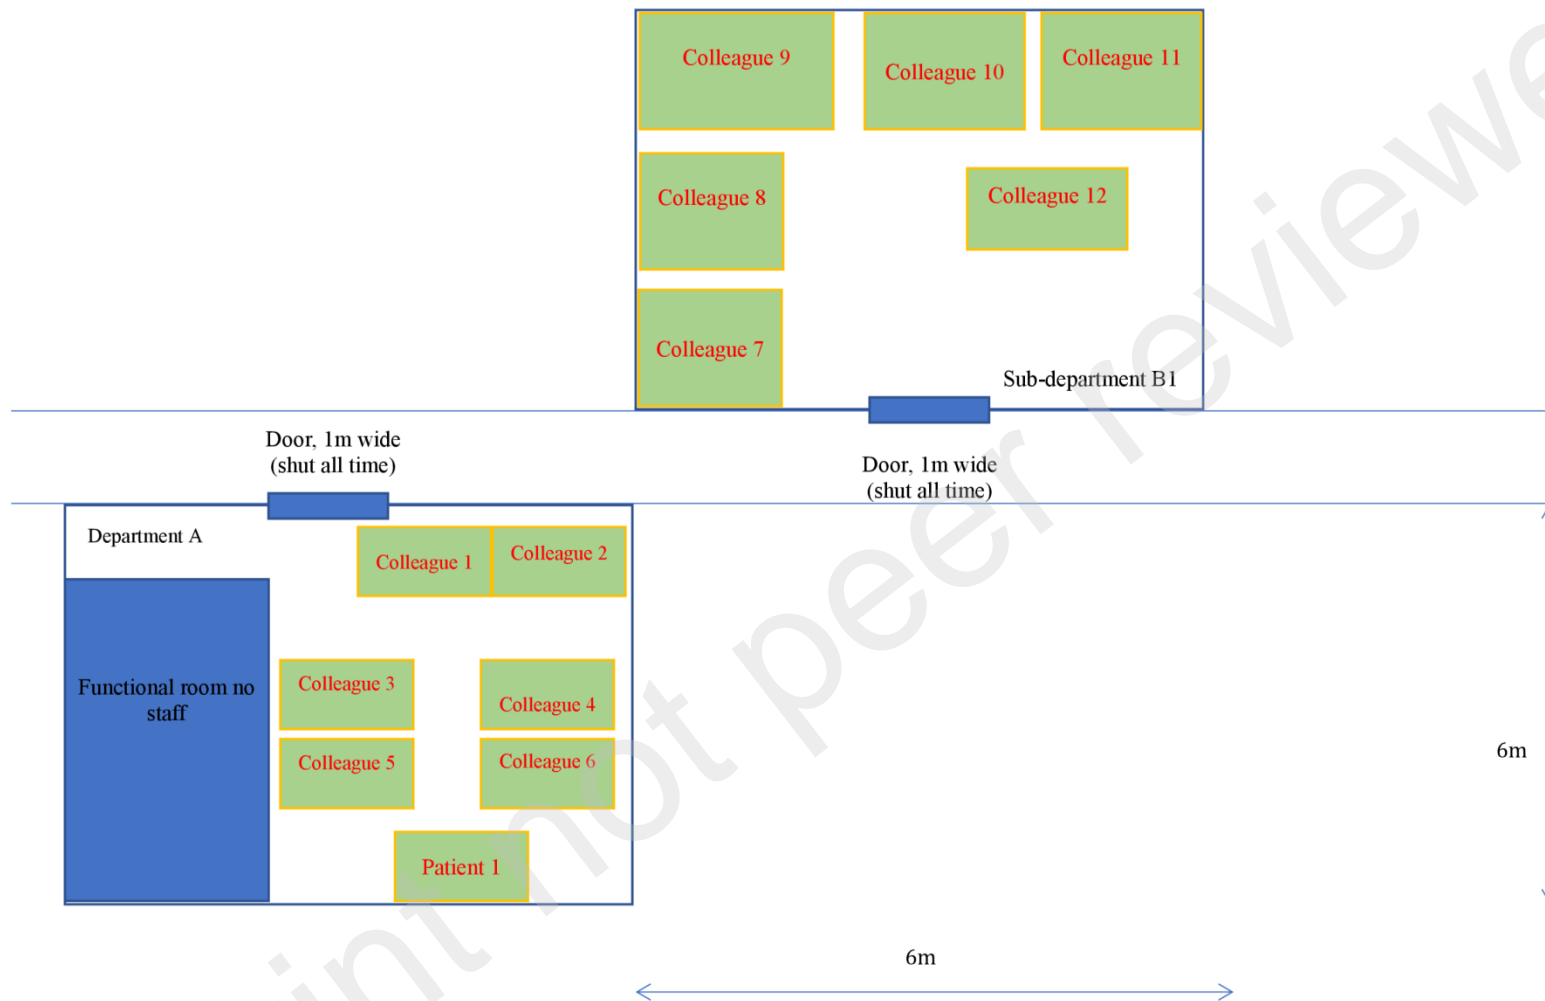 Colleague 9
Colleague 10
Colleague 11
Colleague 8
Colleague 12
Colleague 7
Sub-department B1
Door, 1m wide
(shut all time)
Door, 1m wide
(shut all time)
Department A
Colleague 1
Colleague 2
Functional room no
staff
Colleague 3
Colleague 4
Colleague 5
Colleague 6
Patient 1
6m
6m
int not peer reviewe